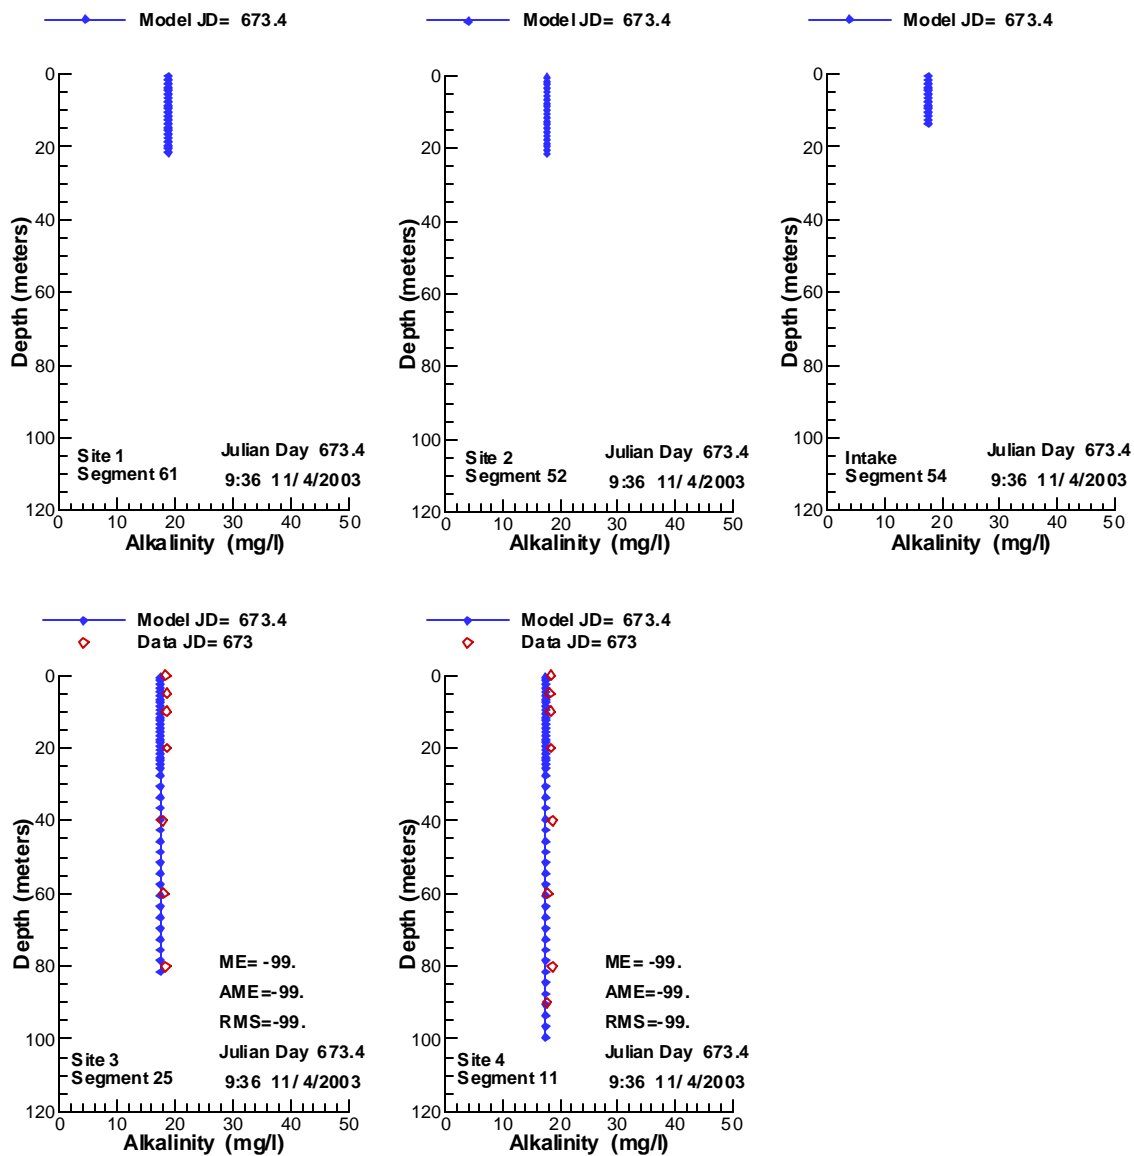 Model JD= 673.4
0
20
40
60
80
100
120
Depth (meters)
Site 1
Segment 61
Julian Day 673.4
9:36 11/ 4/2003
0 10 20 30 40 50
Alkalinity (mg/l)
Model JD= 673.4
0
20
40
60
80
100
120
Depth (meters)
Site 2
Segment 52
Julian Day 673.4
9:36 11/ 4/2003
0 10 20 30 40 50
Alkalinity (mg/l)
Model JD= 673.4
0
20
40
60
80
100
120
Depth (meters)
Intake
Segment 54
Julian Day 673.4
9:36 11/ 4/2003
0 10 20 30 40 50
Alkalinity (mg/l)
Model JD= 673.4
Data JD= 673
0
20
40
60
80
100
120
Depth (meters)
ME= -99.
AME=-99.
RMS=-99.
Site 3
Segment 25
Julian Day 673.4
9:36 11/ 4/2003
0 10 20 30 40 50
Alkalinity (mg/l)
Model JD= 673.4
Data JD= 673
0
20
40
60
80
100
120
Depth (meters)
ME= -99.
AME=-99.
RMS=-99.
Site 4
Segment 11
Julian Day 673.4
9:36 11/ 4/2003
0 10 20 30 40 50
Alkalinity (mg/l)